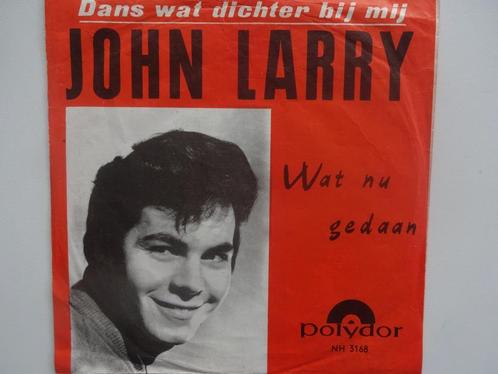 Dans wat dichter bij mij
JOHN LARRY
Wat nu
gedaan
polydor
NH 3168